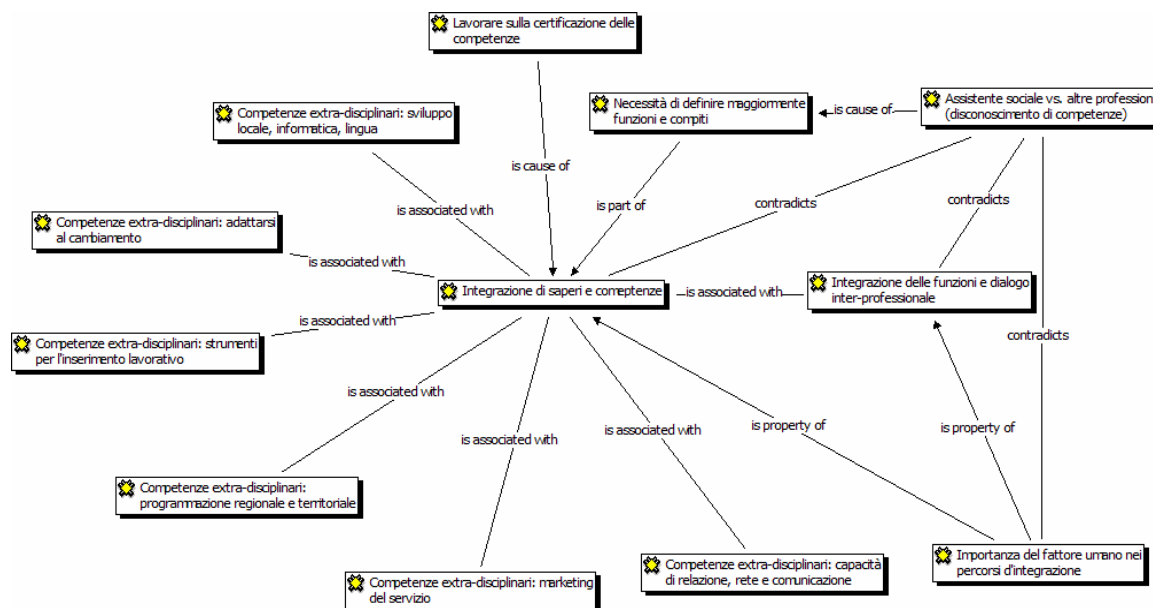 Lavorare sulla certificazione delle
competenze
Competenze extra-disciplinari: sviluppo
locale, informatica, lingua
Necessità di definire maggiormente
funzioni e compiti
is cause of
Assistente sociale vs. altre professioni
(disconoscimento di competenze)
is cause of
is associated with
is part of
contradicts
contradicts
Competenze extra-disciplinari: adattarsi
al cambiamento
is associated with
Integrazione di saperi e comeptenze
is associated with
Integrazione delle funzioni e dialogo
inter-professionale
is associated with
Competenze extra-disciplinari: strumenti
per l'inserimento lavorativo
contradicts
is associated with
is associated with
is associated with
is property of
is property of
Competenze extra-disciplinari:
programmazione regionale e territoriale
Competenze extra-disciplinari: marketing
del servizio
Competenze extra-disciplinari: capacità
di relazione, rete e comunicazione
Importanza del fattore umano nei
percorsi d'integrazione